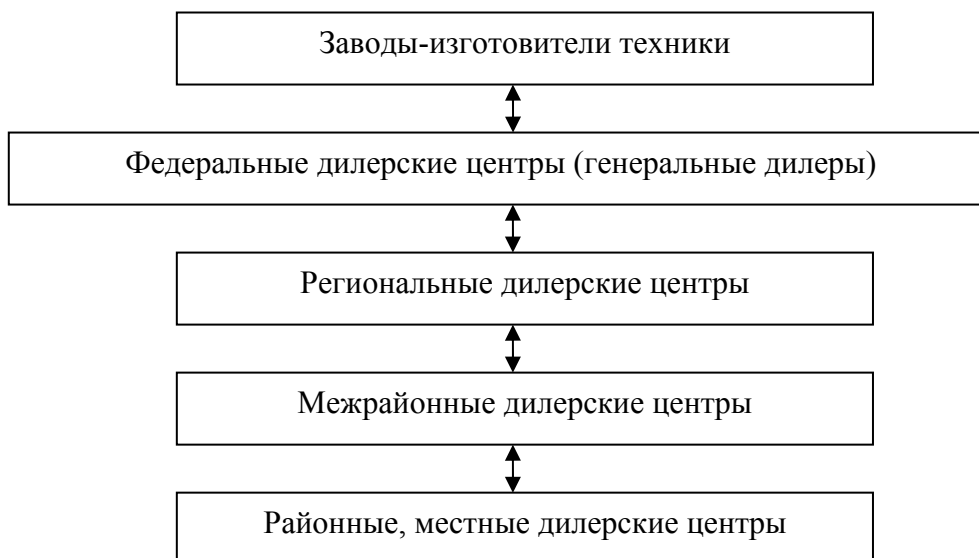 Заводы-изготовители техники
Федеральные дилерские центры (генеральные дилеры)
Региональные дилерские центры
Межрайонные дилерские центры
Районные, местные дилерские центры